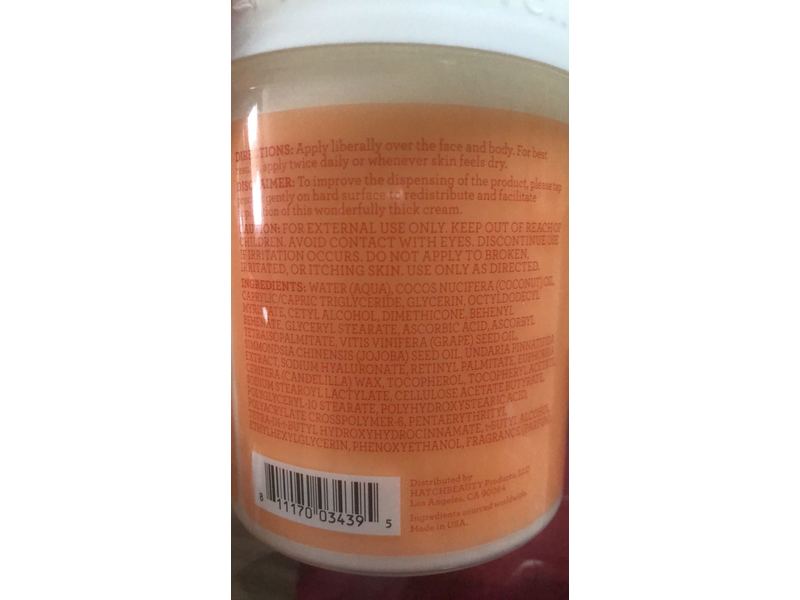 DIRECTIONS: Apply liberally over the face and body. For best
apply twice daily or whenever skin feels dry.
DISCLAIMER: To improve the dispensing of the product, please tap
gently on hard surface to redistribute and facilitate
of this wonderfully thick cream.
CAUTION: FOR EXTERNAL USE ONLY. KEEP OUT OF REACH OF
CHILDREN. AVOID CONTACT WITH EYES. DISCONTINUE USE
IF IRRITATION OCCURS. DO NOT APPLY TO BROKEN,
IRRITATED, OR ITCHING SKIN. USE ONLY AS DIRECTED.
INGREDIENTS: WATER (AQUA), COCOS NUCIFERA (COCONUT) OIL,
CAPRYLIC/CAPRIC TRIGLYCERIDE, GLYCERIN, OCTYLDODECYL
MYRISTATE, CETYL ALCOHOL, DIMETHICONE, BEHENYL
BEHENATE, GLYCERYL STEARATE, ASCORBIC ACID, ASCORBYL
TETRAISOPALMITATE, VITIS VINIFERA (GRAPE) SEED OIL,
SIMMONDSIA CHINENSIS (JOJOBA) SEED OIL, UNDARIA PINNATIFIDA
EXTRACT, SODIUM HYALURONATE, RETINYL PALMITATE, EUPHORBIA
CERIFERA (CANDELILLA) WAX, TOCOPHEROL, TOCOPHERYL ACETATE,
SODIUM STEAROYL LACTYLATE, CELLULOSE ACETATE BUTYRATE,
POLYGLYCERYL-10 STEARATE, POLYHYDROXYSTEARIC ACID,
POLYACRYLATE CROSSPOLYMER-6, PENTAERYTHRITYL
TETRA-DI-t-BUTYL HYDROXYHYDROCINNAMATE, t-BUTYL ALCOHOL,
ETHYLHEXYLGLYCERIN, PHENOXYETHANOL, FRAGRANCE (PARFUM)
Distributed by
HATCHBEAUTY Products, LLC
Los Angeles, CA 90064
Ingredients sourced worldwide.
Made in USA.
8 11170 03439 5